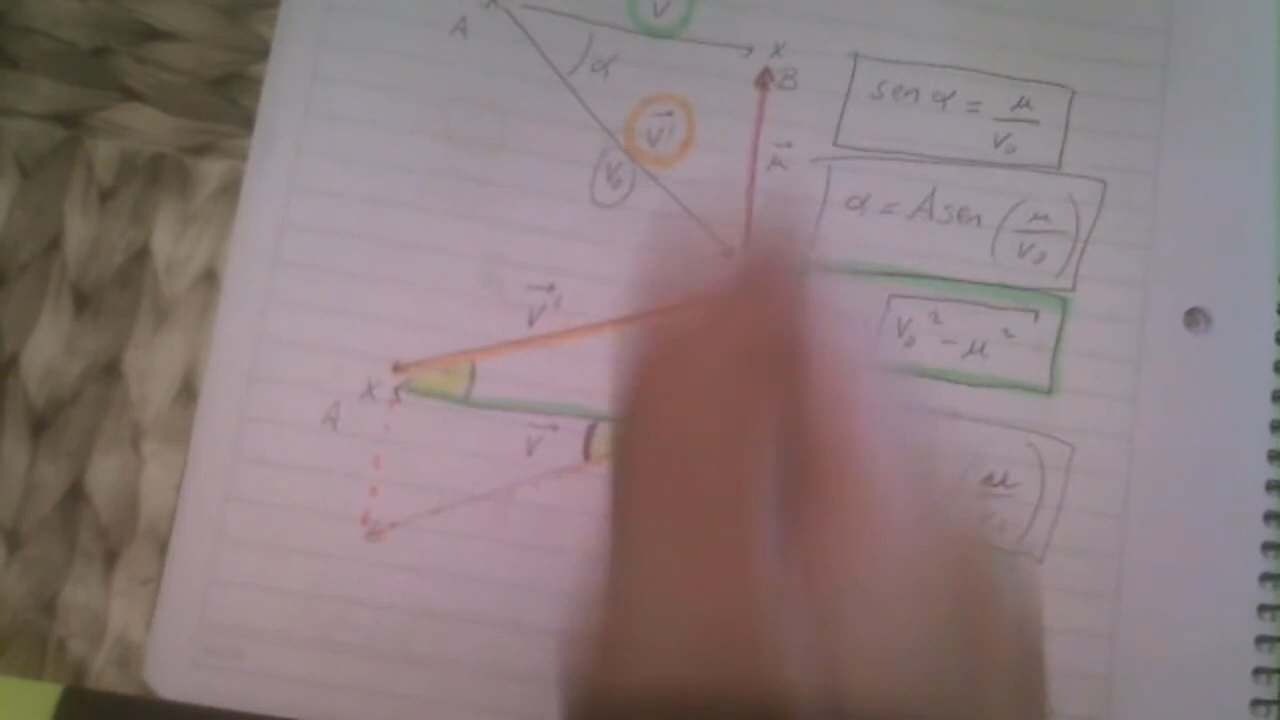 A
v⃗
α
x
B
sen α = μ/v₀
v⃗'
v₀
μ⃗
α = Asen (μ/v₀)
v⃗'
v₀² - μ²
x
A
v⃗
μ